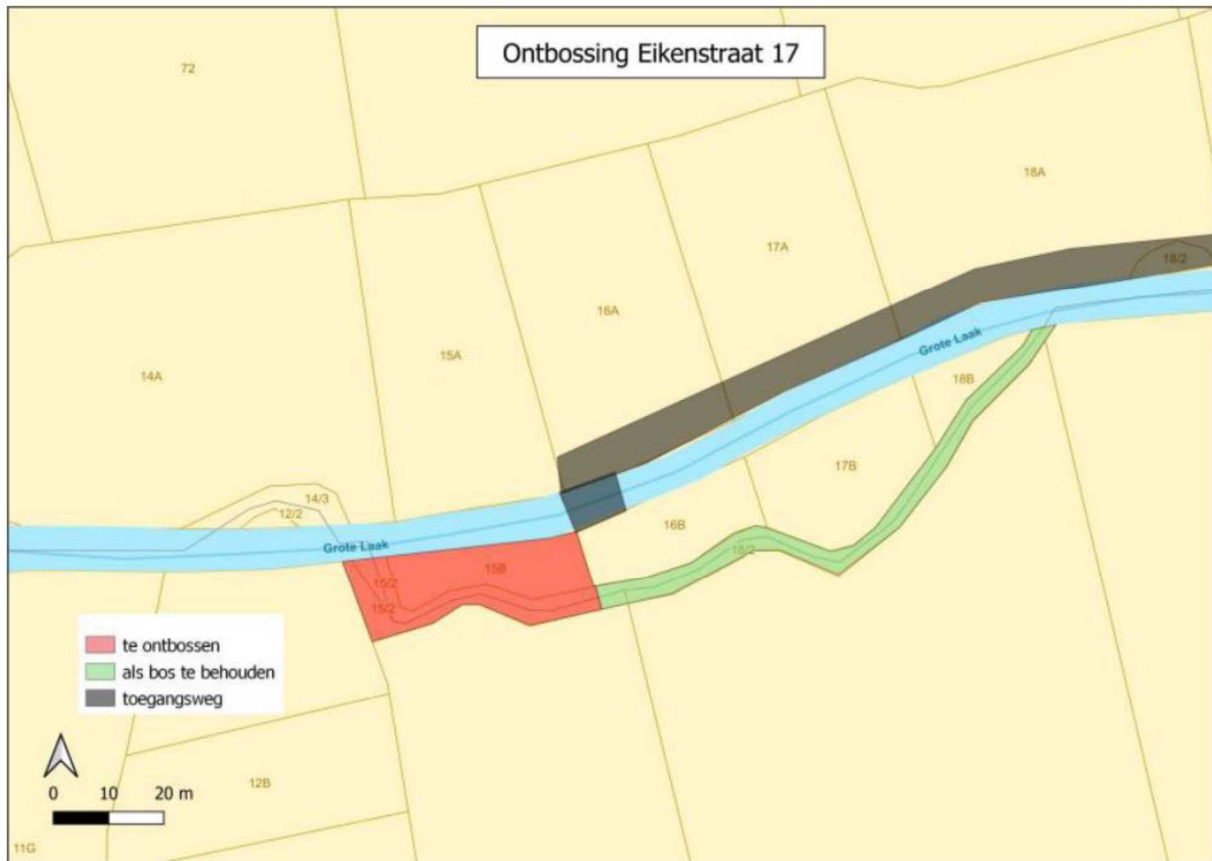 Ontbossing Eikenstraat 17
72
18A
17A
18/2
16A
15A
14A
Grote Laak
18B
17B
14/3
12/2
16B
Grote Laak
18/2
15B
15/2
15/2
te ontbossen
als bos te behouden
toegangsweg
12B
0 10 20 m
11G